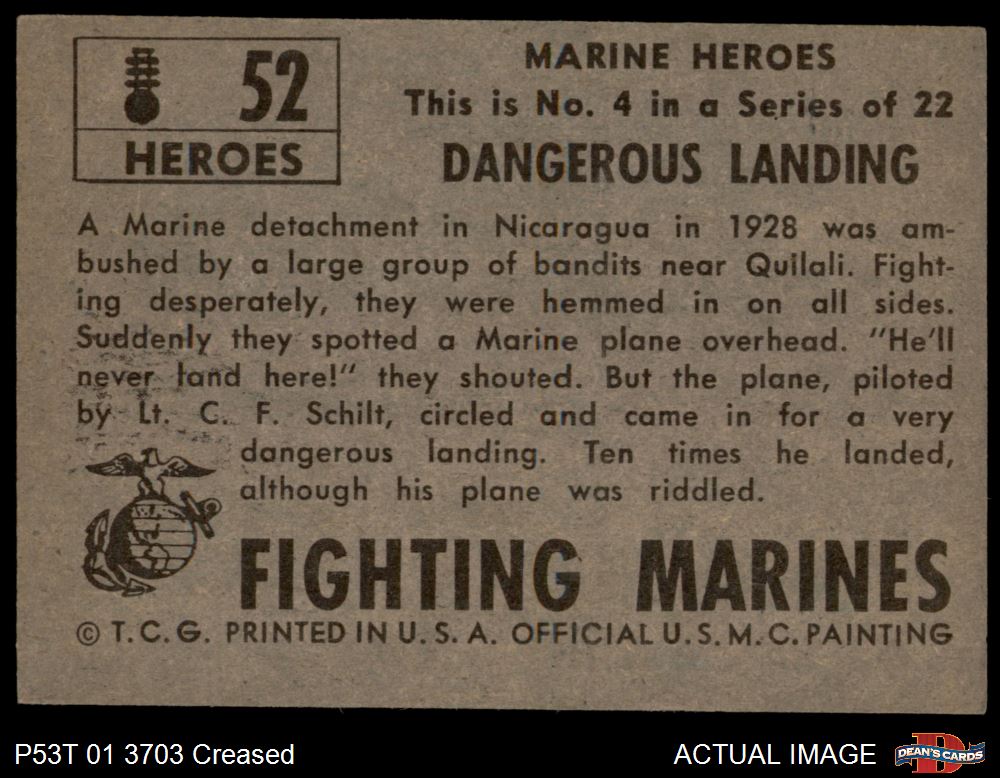 52
HEROES
MARINE HEROES
This is No. 4 in a Series of 22
DANGEROUS LANDING
A Marine detachment in Nicaragua in 1928 was am-
bushed by a large group of bandits near Quilali. Fight-
ing desperately, they were hemmed in on all sides.
Suddenly they spotted a Marine plane overhead. "He'll
never land here!" they shouted. But the plane, piloted
by Lt. C. F. Schilt, circled and came in for a very
dangerous landing. Ten times he landed,
although his plane was riddled.
FIGHTING MARINES
© T.C.G. PRINTED IN U.S.A. OFFICIAL U.S.M.C. PAINTING
P53T 01 3703 Creased
ACTUAL IMAGE
DEAN'S CARDS